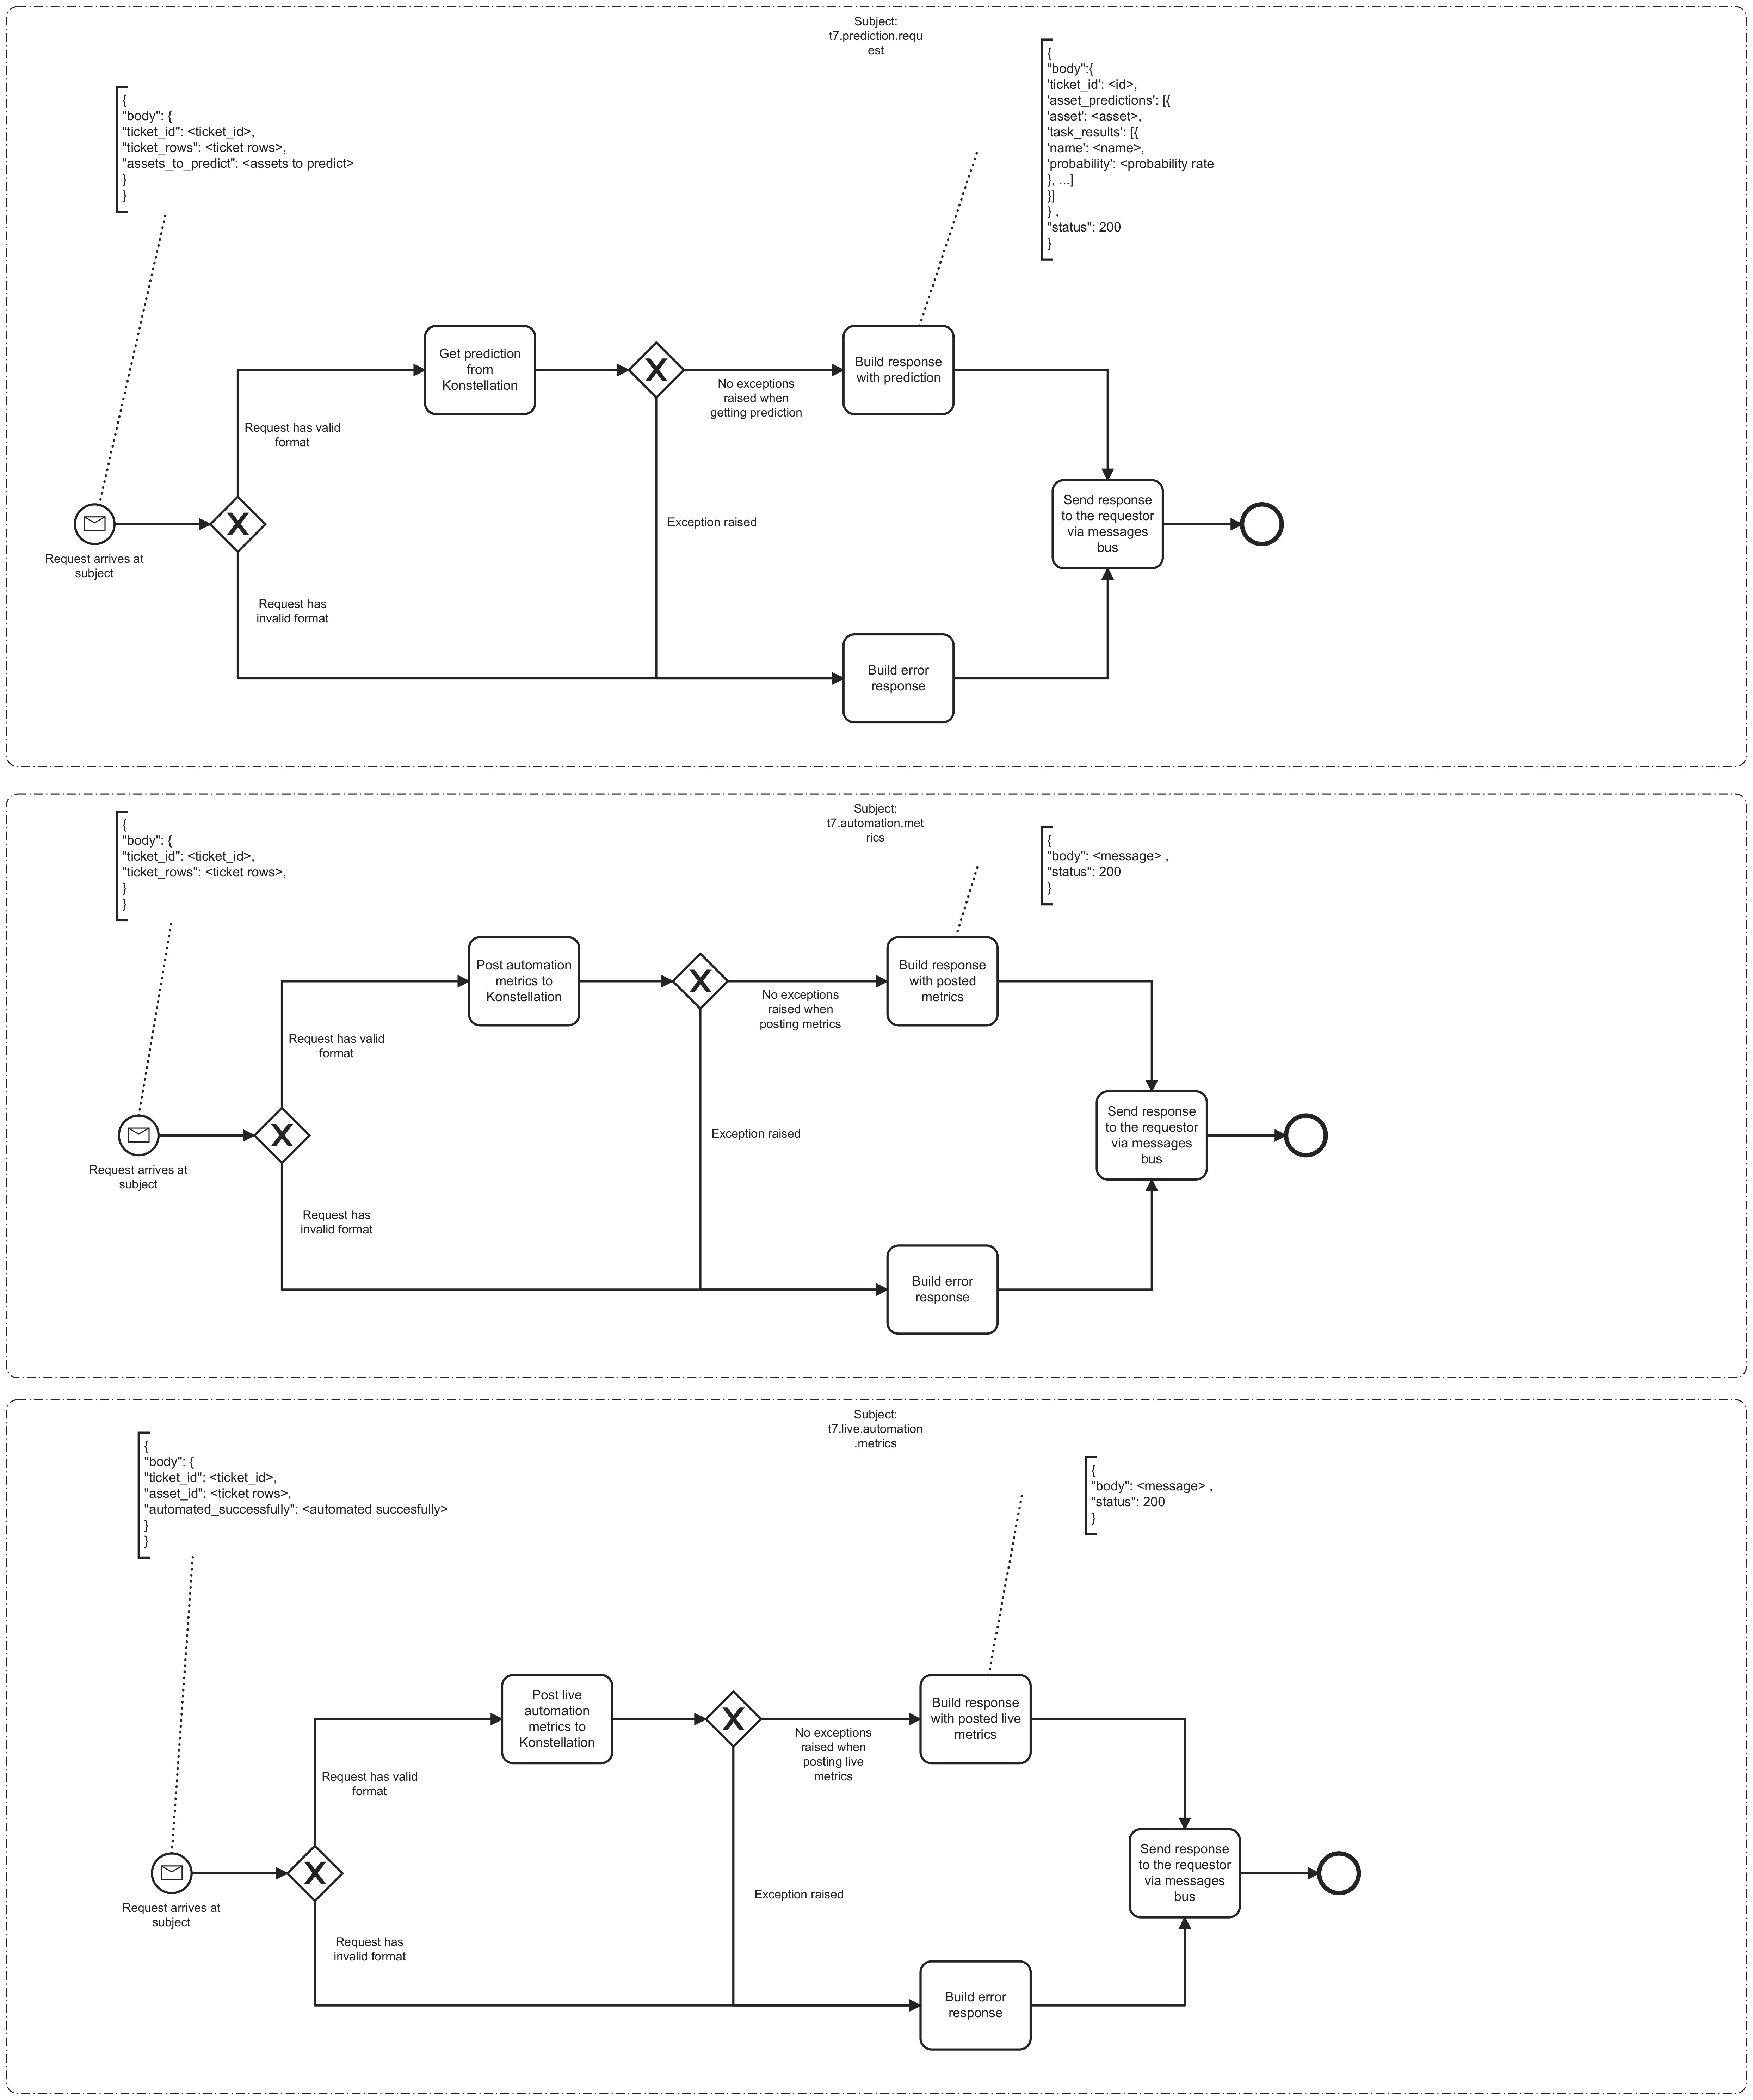 Subject:
t7.prediction.requ
est
{
"body": {
"ticket_id": <ticket_id>,
"ticket_rows": <ticket rows>,
"assets_to_predict": <assets to predict>
}
}
{
"body":{
'ticket_id': <id>,
'asset_predictions': [{
'asset': <asset>,
'task_results': [{
'name': <name>,
'probability': <probability rate
}, ...]
}]
} ,
"status": 200
}
Get prediction
from
Konstellation
No exceptions
raised when
getting prediction
Build response
with prediction
Request has valid
format
Request arrives at
subject
Exception raised
Send response
to the requestor
via messages
bus
Request has
invalid format
Build error
response
Subject:
t7.automation.met
rics
{
"body": {
"ticket_id": <ticket_id>,
"ticket_rows": <ticket rows>,
}
}
{
"body": <message> ,
"status": 200
}
Post automation
metrics to
Konstellation
No exceptions
raised when
posting metrics
Build response
with posted
metrics
Request has valid
format
Request arrives at
subject
Exception raised
Send response
to the requestor
via messages
bus
Request has
invalid format
Build error
response
Subject:
t7.live.automation
.metrics
{
"body": {
"ticket_id": <ticket_id>,
"asset_id": <ticket rows>,
"automated_successfully": <automated succesfully>
}
}
{
"body": <message> ,
"status": 200
}
Post live
automation
metrics to
Konstellation
No exceptions
raised when
posting live
metrics
Build response
with posted live
metrics
Request has valid
format
Request arrives at
subject
Exception raised
Send response
to the requestor
via messages
bus
Request has
invalid format
Build error
response